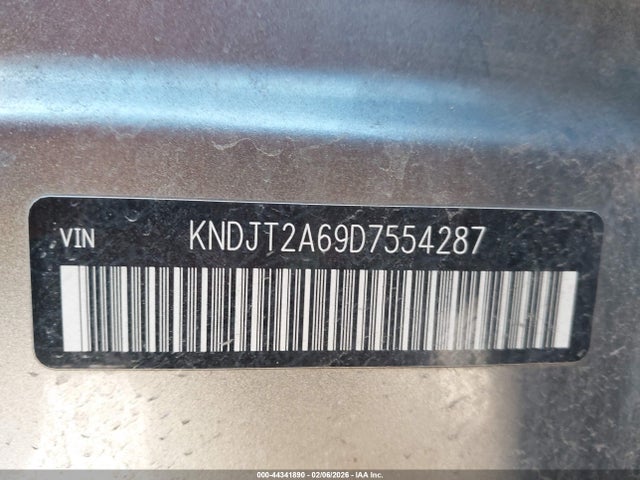 VIN KNDJT2A69D7554287
000-44341890 - 02/06/2026 - IAA Inc.